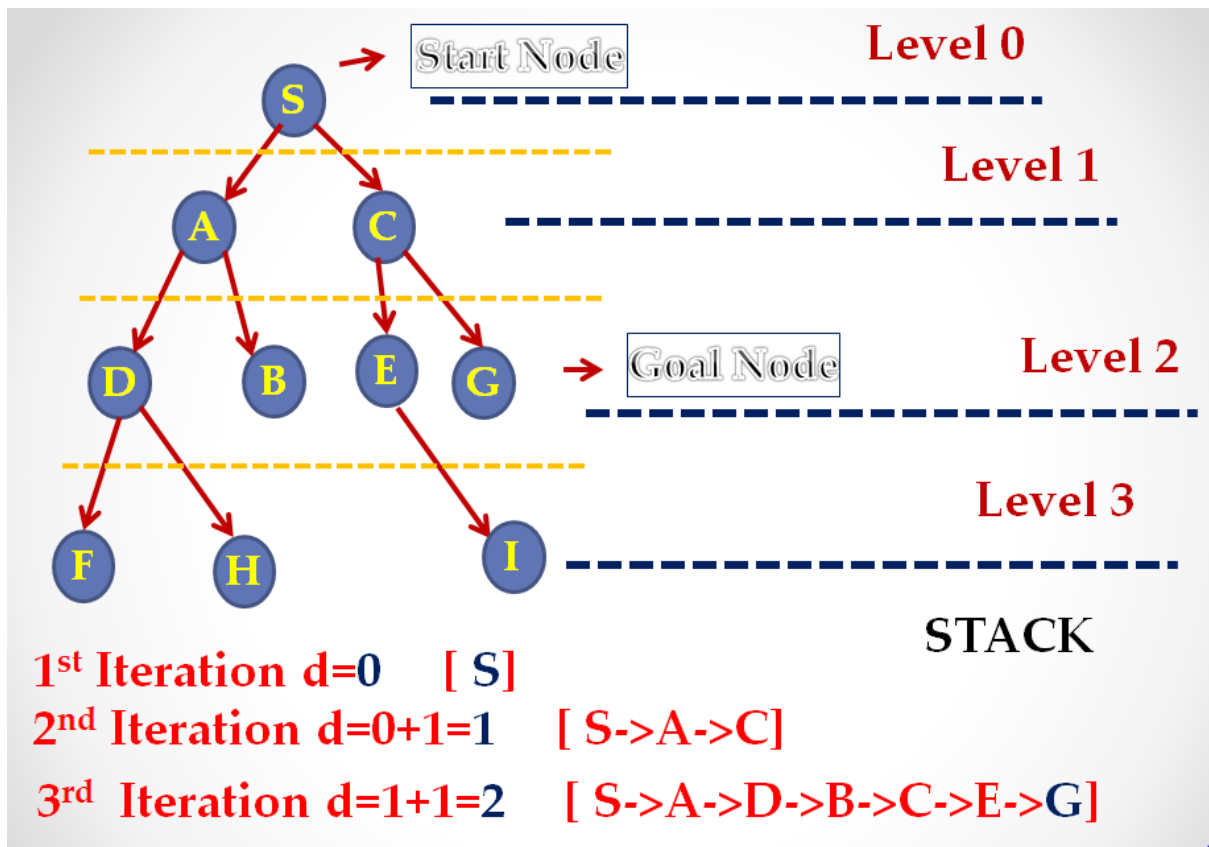 Start Node
Level 0
S
Level 1
A
C
Level 2
D
B
E
G
Goal Node
Level 3
F
H
I
STACK
1st Iteration d=0 [ S]
2nd Iteration d=0+1=1 [ S->A->C]
3rd Iteration d=1+1=2 [ S->A->D->B->C->E->G]